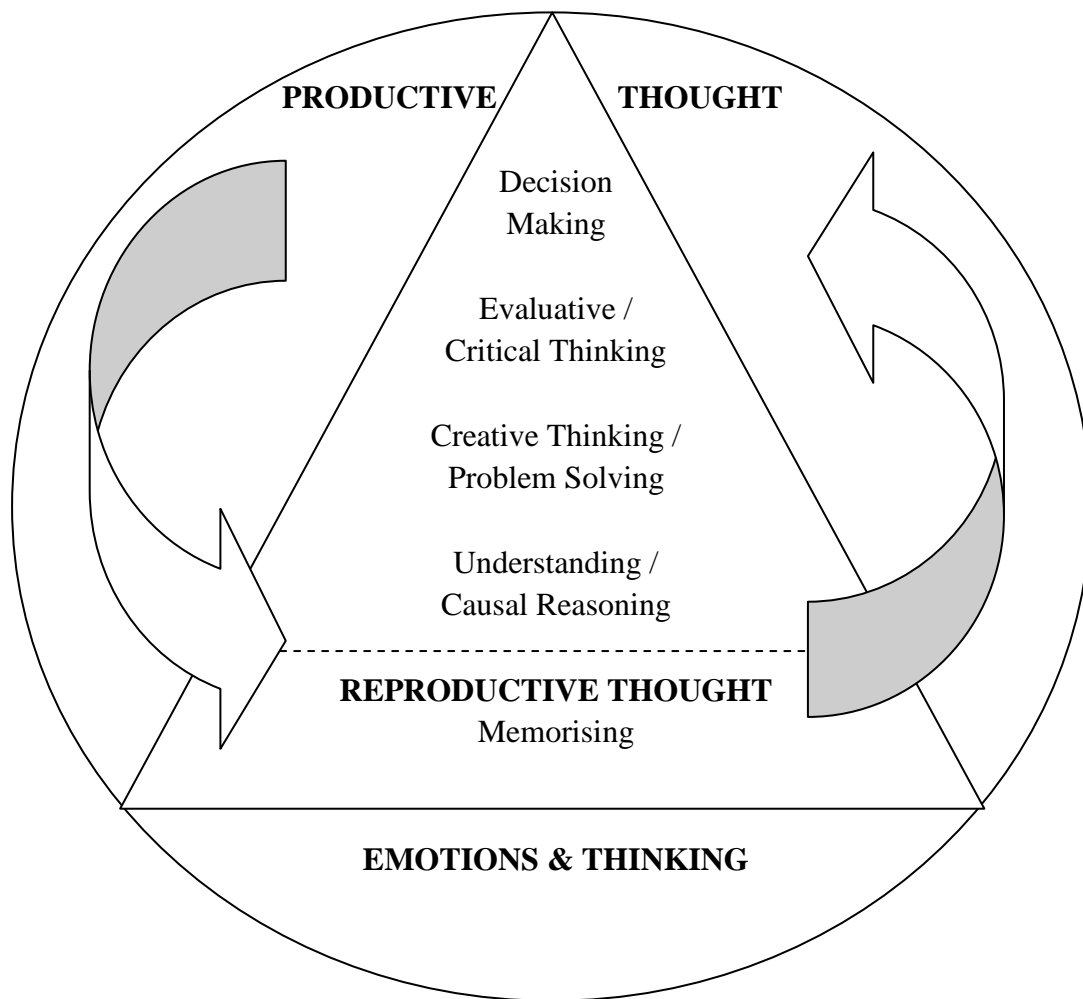 PRODUCTIVE THOUGHT
Decision
Making
Evaluative /
Critical Thinking
Creative Thinking /
Problem Solving
Understanding /
Causal Reasoning
REPRODUCTIVE THOUGHT
Memorising
EMOTIONS & THINKING